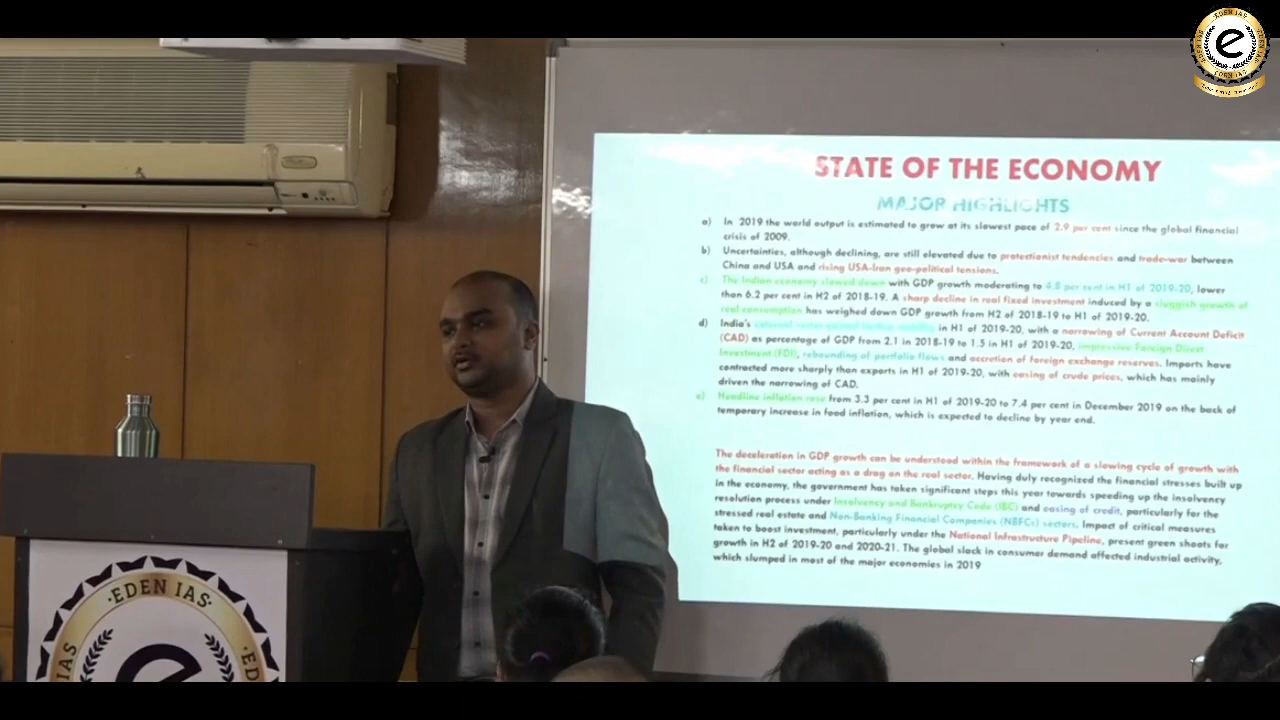 EDEN IAS
e
EDEN IAS
STATE OF THE ECONOMY
MAJOR HIGHLIGHTS
a) In 2019 the world output is estimated to grow at its slowest pace of 2.9 per cent since the global financial
crisis of 2009.
b) Uncertainties, although declining, are still elevated due to protectionist tendencies and trade-war between
China and USA and rising USA-Iran geo-political tensions.
c) The Indian economy slowed down with GDP growth moderating to 4.8 per cent in H1 of 2019-20, lower
than 6.2 per cent in H2 of 2018-19. A sharp decline in real fixed investment induced by a sluggish growth of
real consumption has weighed down GDP growth from H2 of 2018-19 to H1 of 2019-20.
d) India's external sector gained further stability in H1 of 2019-20, with a narrowing of Current Account Deficit
(CAD) as percentage of GDP from 2.1 in 2018-19 to 1.5 in H1 of 2019-20, impressive Foreign Direct
Investment (FDI), rebounding of portfolio flows and accretion of foreign exchange reserves. Imports have
contracted more sharply than exports in H1 of 2019-20, with easing of crude prices, which has mainly
driven the narrowing of CAD.
e) Headline inflation rose from 3.3 per cent in H1 of 2019-20 to 7.4 per cent in December 2019 on the back of
temporary increase in food inflation, which is expected to decline by year end.
The deceleration in GDP growth can be understood within the framework of a slowing cycle of growth with
the financial sector acting as a drag on the real sector. Having duly recognized the financial stresses built up
in the economy, the government has taken significant steps this year towards speeding up the insolvency
resolution process under Insolvency and Bankruptcy Code (IBC) and easing of credit, particularly for the
stressed real estate and Non-Banking Financial Companies (NBFCs) sectors. Impact of critical measures
taken to boost investment, particularly under the National Infrastructure Pipeline, present green shoots for
growth in H2 of 2019-20 and 2020-21. The global slack in consumer demand affected industrial activity,
which slumped in most of the major economies in 2019
EDEN IAS
IAS
ED
e